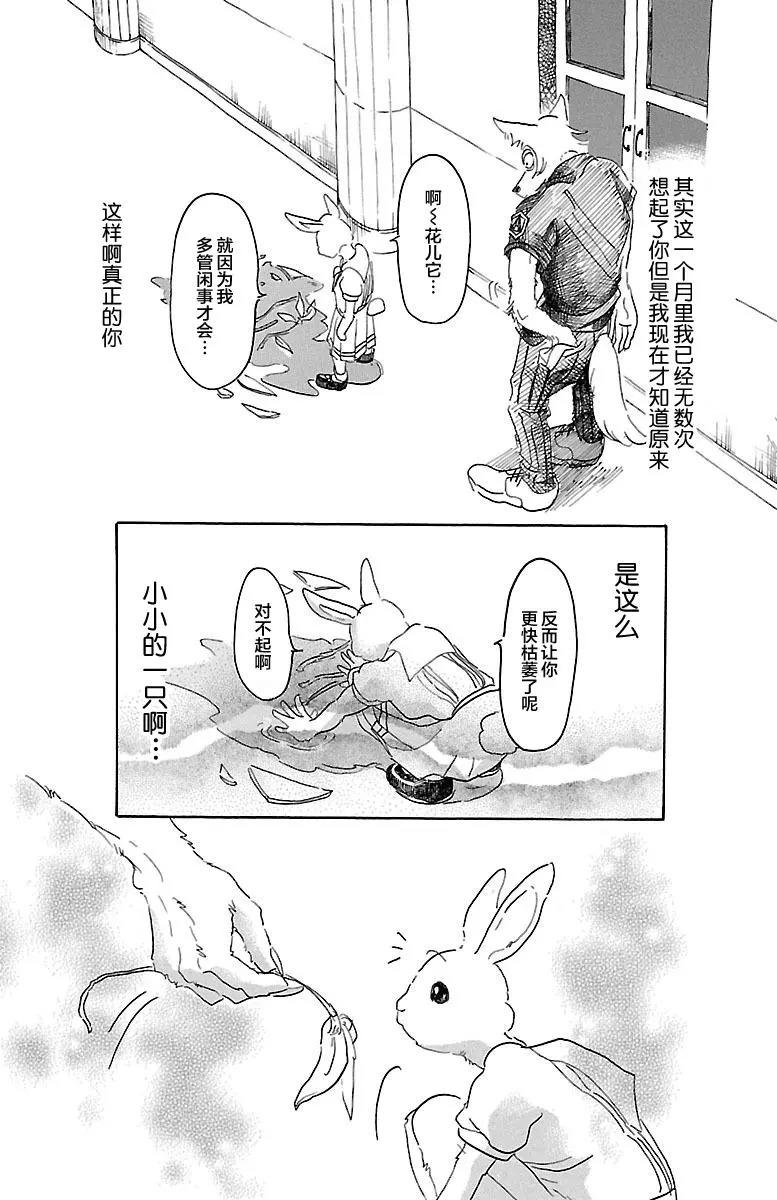 其实这一个月里我已经无数次
想起了你但是我现在才知道原来
啊～花儿它…
就因为我
多管闲事才会…
这样啊真正的你
是这么
反而让你
更快枯萎了呢
对不起啊
小小的一只啊…